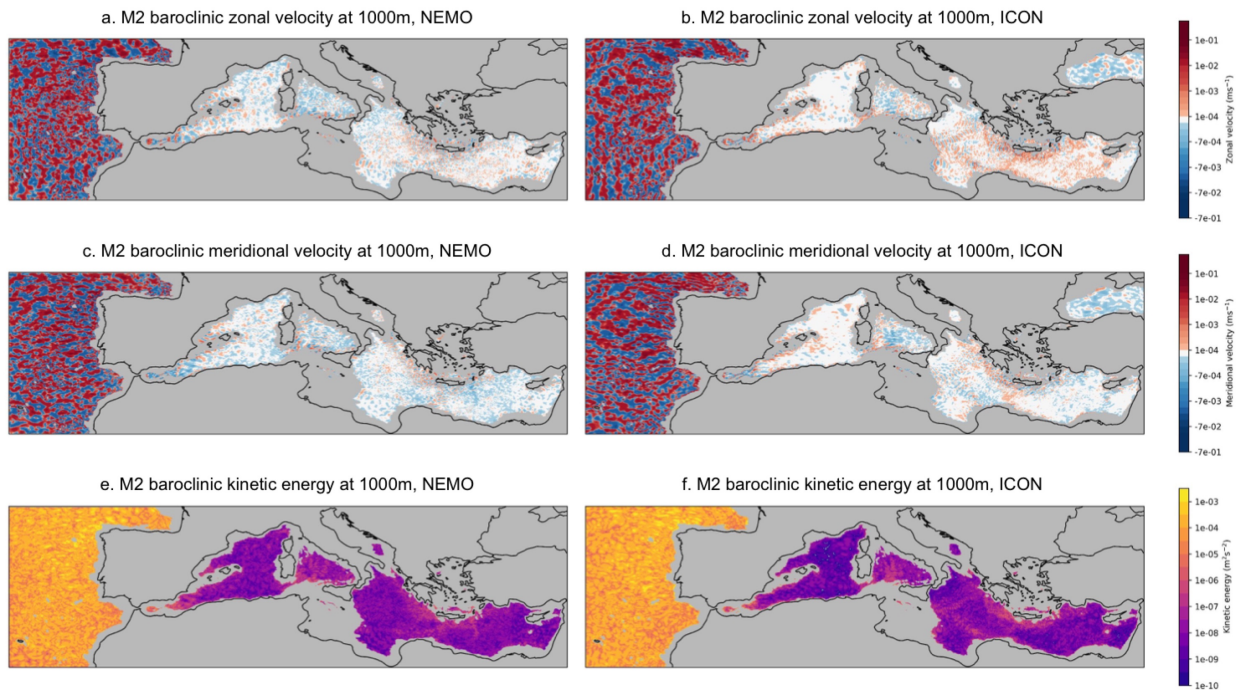 a. M2 baroclinic zonal velocity at 1000m, NEMO
b. M2 baroclinic zonal velocity at 1000m, ICON
1e-01
1e-02
1e-03
1e-04
-7e-04
-7e-03
-7e-02
-7e-01
Zonal velocity (ms⁻¹)
c. M2 baroclinic meridional velocity at 1000m, NEMO
d. M2 baroclinic meridional velocity at 1000m, ICON
1e-01
1e-02
1e-03
1e-04
-7e-04
-7e-03
-7e-02
-7e-01
Meridional velocity (ms⁻¹)
e. M2 baroclinic kinetic energy at 1000m, NEMO
f. M2 baroclinic kinetic energy at 1000m, ICON
1e-03
1e-04
1e-05
1e-06
1e-07
1e-08
1e-09
1e-10
Kinetic energy (m²s⁻²)